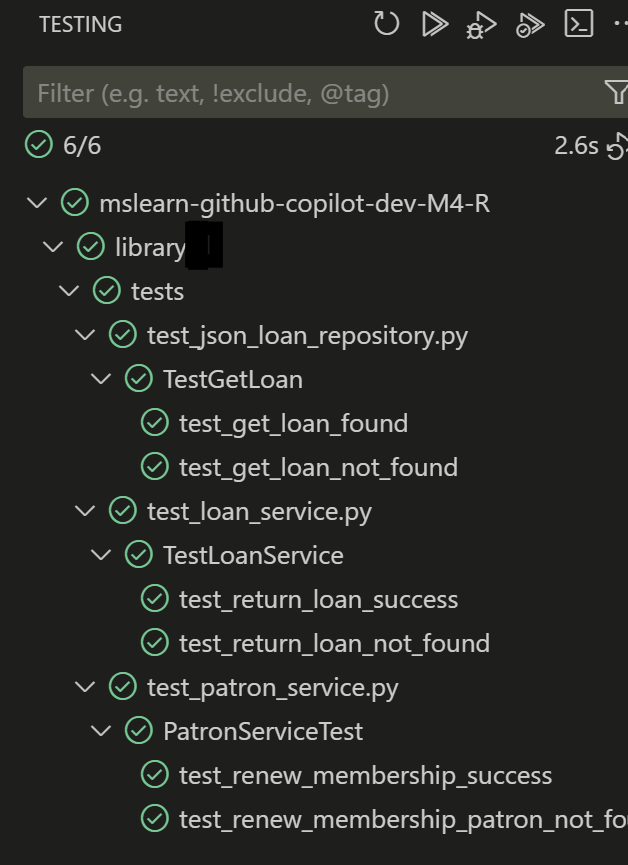 TESTING
Filter (e.g. text, !exclude, @tag)
6/6 2.6s
mslearn-github-copilot-dev-M4-R
library
tests
test_json_loan_repository.py
TestGetLoan
test_get_loan_found
test_get_loan_not_found
test_loan_service.py
TestLoanService
test_return_loan_success
test_return_loan_not_found
test_patron_service.py
PatronServiceTest
test_renew_membership_success
test_renew_membership_patron_not_fo